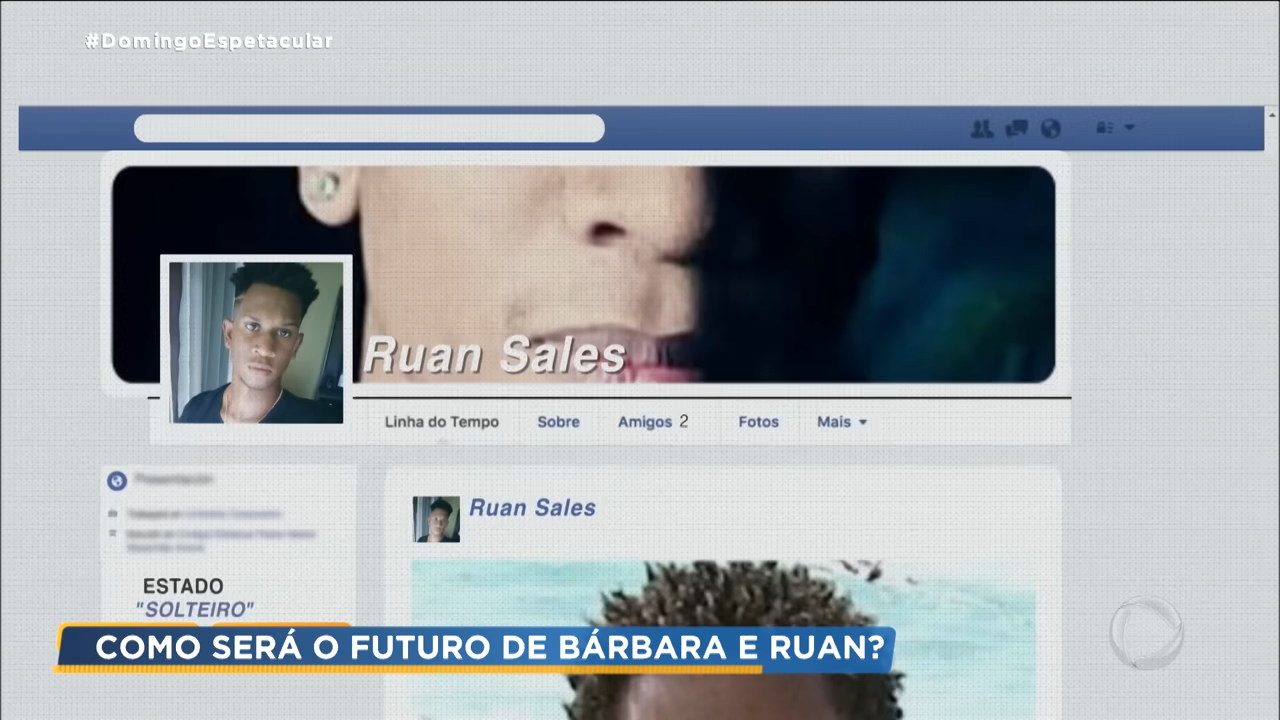 #DomingoEspetacular
Ruan Sales
Linha do Tempo Sobre Amigos 2 Fotos Mais
Ruan Sales
ESTADO
"SOLTEIRO"
COMO SERÁ O FUTURO DE BÁRBARA E RUAN?